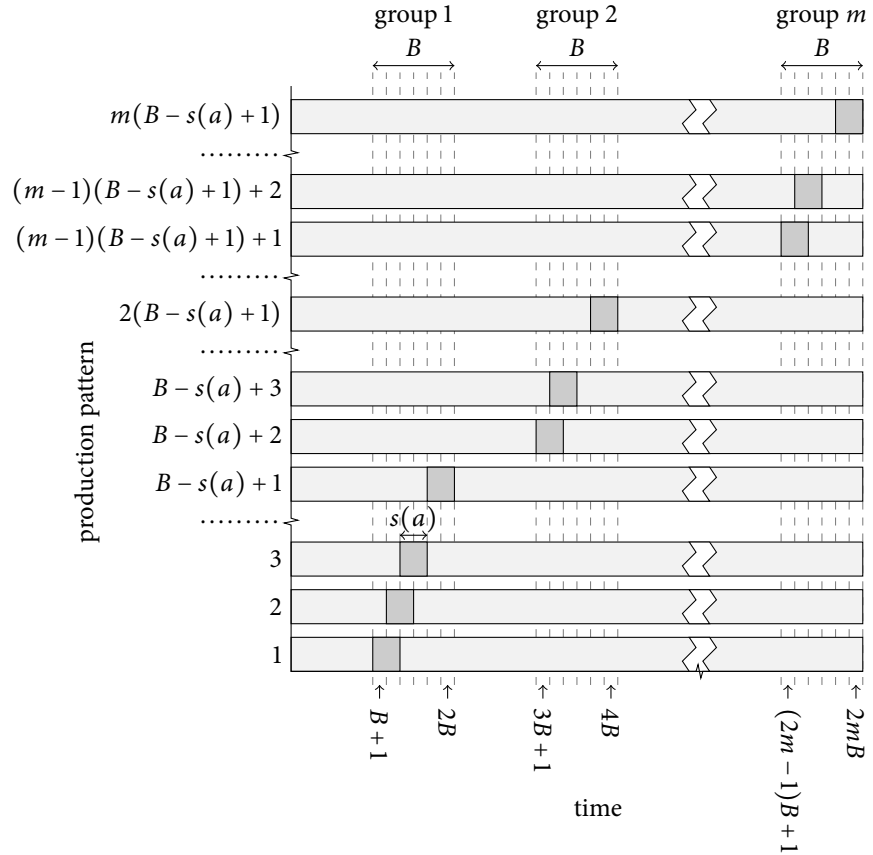 group 1 group 2 group m
B B B
m(B − s(a) + 1)
(m − 1)(B − s(a) + 1) + 2
(m − 1)(B − s(a) + 1) + 1
2(B − s(a) + 1)
B − s(a) + 3
B − s(a) + 2
B − s(a) + 1
s(a)
3
2
1
production pattern
B + 1
2B
3B + 1
4B
(2m − 1)B + 1
2mB
time